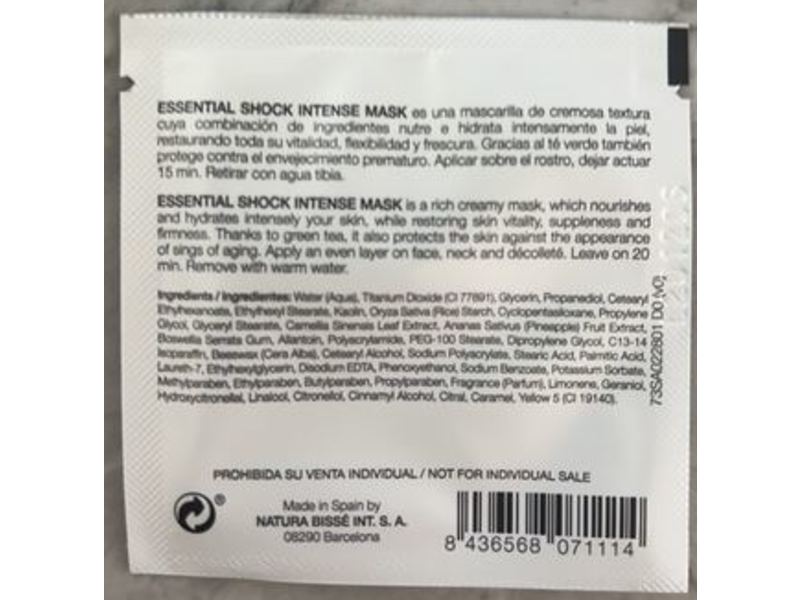 ESSENTIAL SHOCK INTENSE MASK es una mascarilla de cremosa textura
cuya combinación de ingredientes nutre e hidrata intensamente la piel,
restaurando toda su vitalidad, flexibilidad y frescura. Gracias al té verde también
protege contra el envejecimiento prematuro. Aplicar sobre el rostro, dejar actuar
15 min. Retirar con agua tibia.
ESSENTIAL SHOCK INTENSE MASK is a rich creamy mask, which nourishes
and hydrates intensely your skin, while restoring skin vitality, suppleness and
firmness. Thanks to green tea, it also protects the skin against the appearance
of sings of aging. Apply an even layer on face, neck and décolleté. Leave on 20
min. Remove with warm water.
Ingredients / Ingredientes: Water (Aqua), Titanium Dioxide (CI 77891), Glycerin, Propanediol, Cetearyl
Ethylhexanoate, Ethylhexyl Stearate, Kaolin, Oryza Sativa (Rice) Starch, Cyclopentasiloxane, Propylene
Glycol, Glyceryl Stearate, Camellia Sinensis Leaf Extract, Ananas Sativus (Pineapple) Fruit Extract,
Boswellia Serrata Gum, Allantoin, Polyacrylamide, PEG-100 Stearate, Dipropylene Glycol, C13-14
Isoparaffin, Beeswax (Cera Alba), Cetearyl Alcohol, Sodium Polyacrylate, Stearic Acid, Palmitic Acid,
Laureth-7, Ethylhexylglycerin, Disodium EDTA, Phenoxyethanol, Sodium Benzoate, Potassium Sorbate,
Methylparaben, Ethylparaben, Butylparaben, Propylparaben, Fragrance (Parfum), Limonene, Geraniol,
Hydroxycitronellal, Linalool, Citronellol, Cinnamyl Alcohol, Citral, Caramel, Yellow 5 (CI 19140).
73SA022801 D0 (V0)
PROHIBIDA SU VENTA INDIVIDUAL / NOT FOR INDIVIDUAL SALE
®
Made in Spain by
NATURA BISSÉ INT. S. A.
08290 Barcelona
8 436568 071114